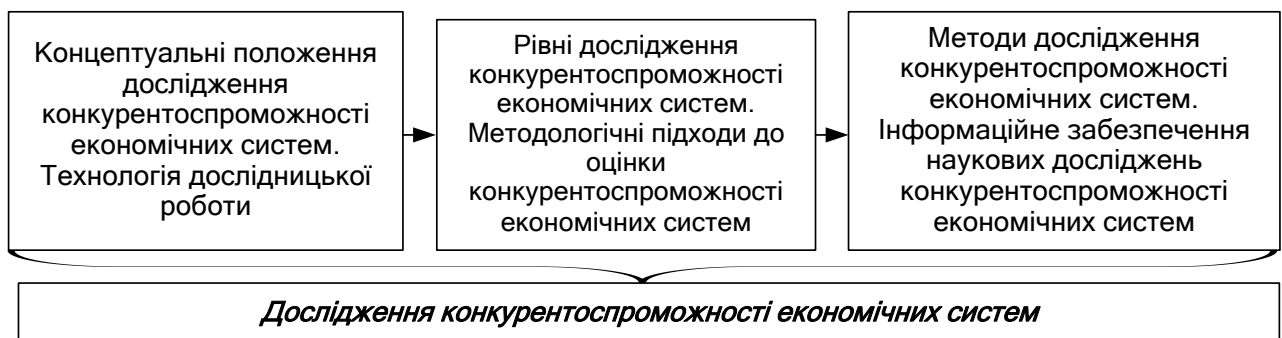 Концептуальні положення
дослідження
конкурентоспроможності
економічних систем.
Технологія дослідницької
роботи
Рівні дослідження
конкурентоспроможності
економічних систем.
Методологічні підходи до
оцінки
конкурентоспроможності
економічних систем
Методи дослідження
конкурентоспроможності
економічних систем.
Інформаційне забезпечення
наукових досліджень
конкурентоспроможності
економічних систем
Дослідження конкурентоспроможності економічних систем